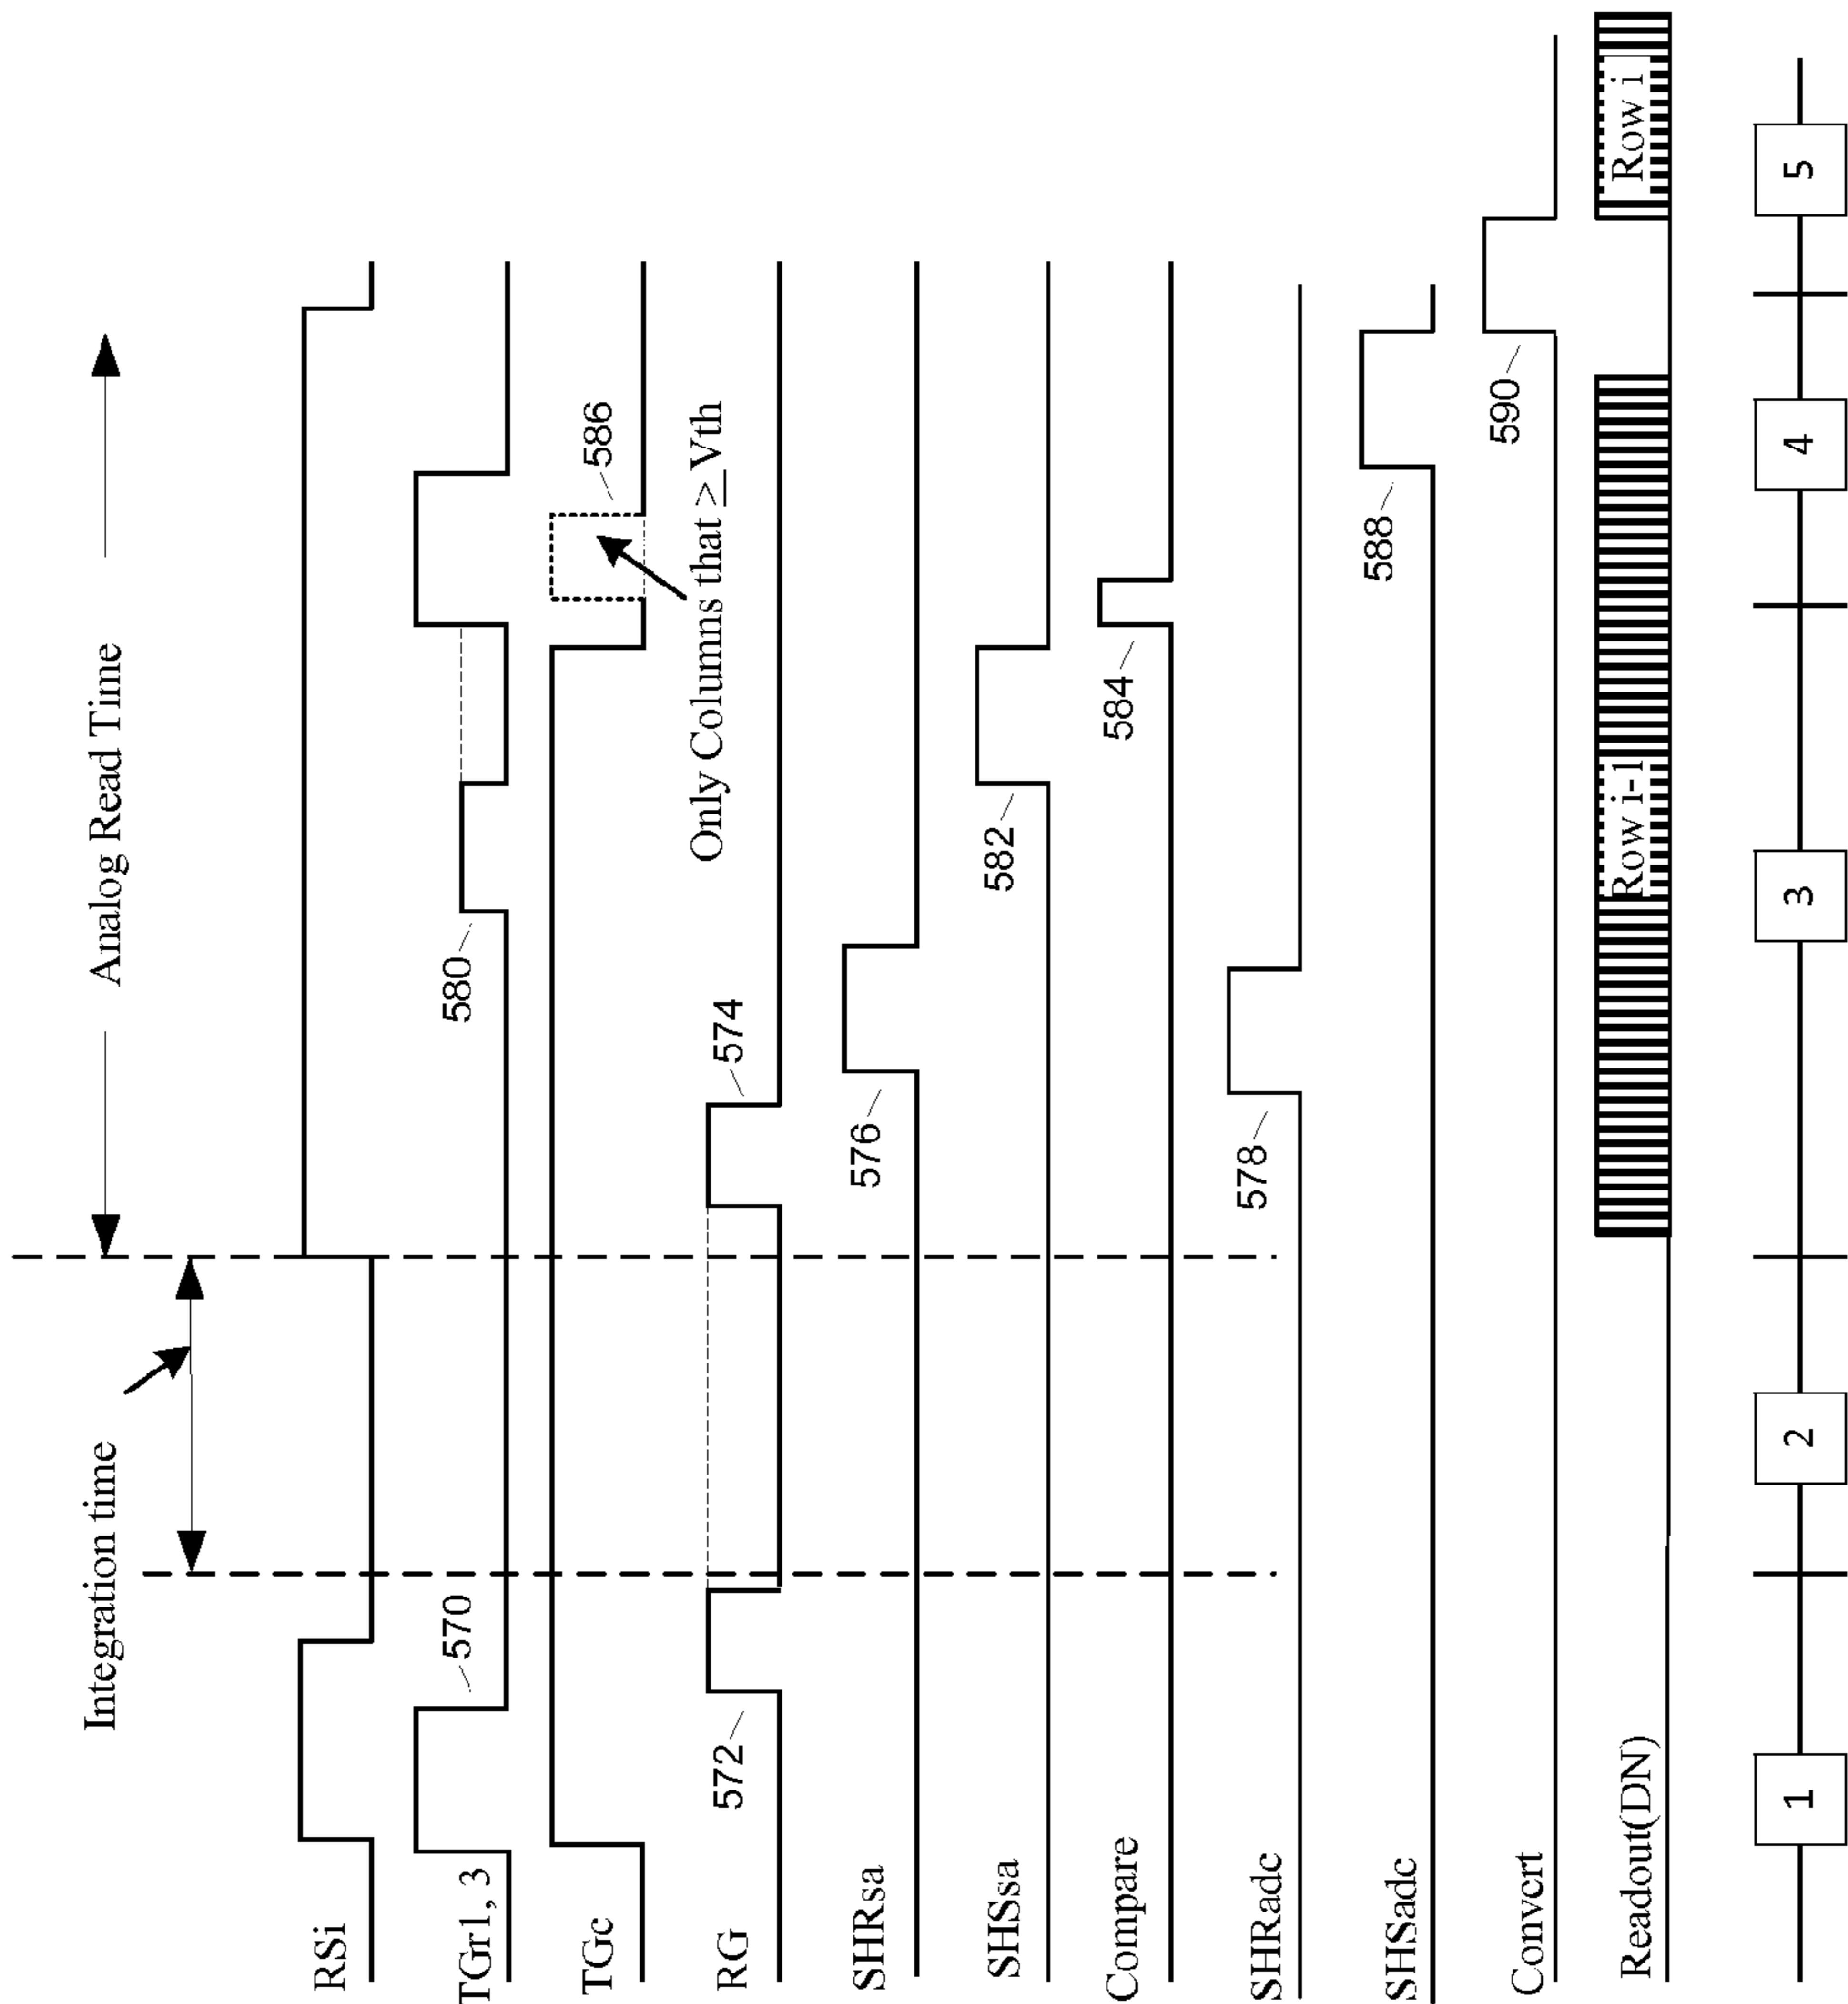 Integration time
Analog Read Time
RSi
TGr1, 3
570
580
TGc
586
Only Columns that ≥ Vth
RG
572
574
SHRsa
576
SHSsa
582
Compare
584
SHRadc
578
SHSadc
588
Convert
590
Readout(DN)
Row i-1
Row i
1
2
3
4
5